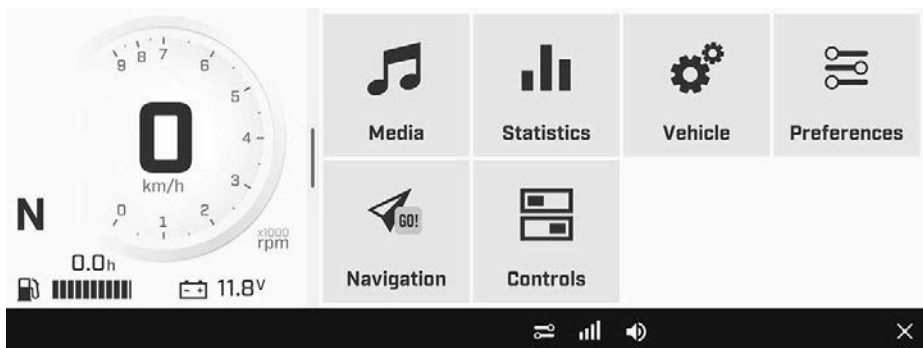 9 8 7 6
5
4
0
km/h
3
N
0 1 2
x1000
rpm
0.0h
11.8V
Media
Statistics
Vehicle
Preferences
GO!
Navigation
Controls